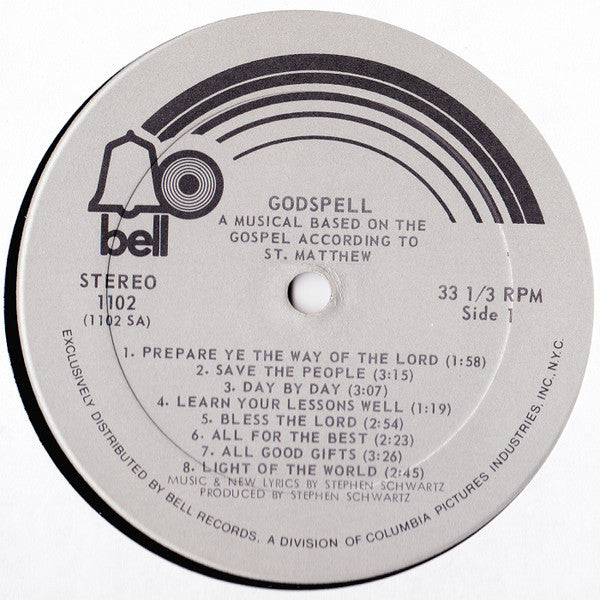 bell
GODSPELL
A MUSICAL BASED ON THE
GOSPEL ACCORDING TO
ST. MATTHEW
STEREO
1102
(1102 SA)
33 1/3 RPM
Side 1
1. PREPARE YE THE WAY OF THE LORD (1:58)
2. SAVE THE PEOPLE (3:15)
3. DAY BY DAY (3:07)
4. LEARN YOUR LESSONS WELL (1:19)
5. BLESS THE LORD (2:54)
6. ALL FOR THE BEST (2:23)
7. ALL GOOD GIFTS (3:26)
8. LIGHT OF THE WORLD (2:45)
MUSIC & NEW LYRICS BY STEPHEN SCHWARTZ
PRODUCED BY STEPHEN SCHWARTZ
EXCLUSIVELY DISTRIBUTED BY BELL RECORDS. A DIVISION OF COLUMBIA PICTURES INDUSTRIES, INC. N.Y.C.